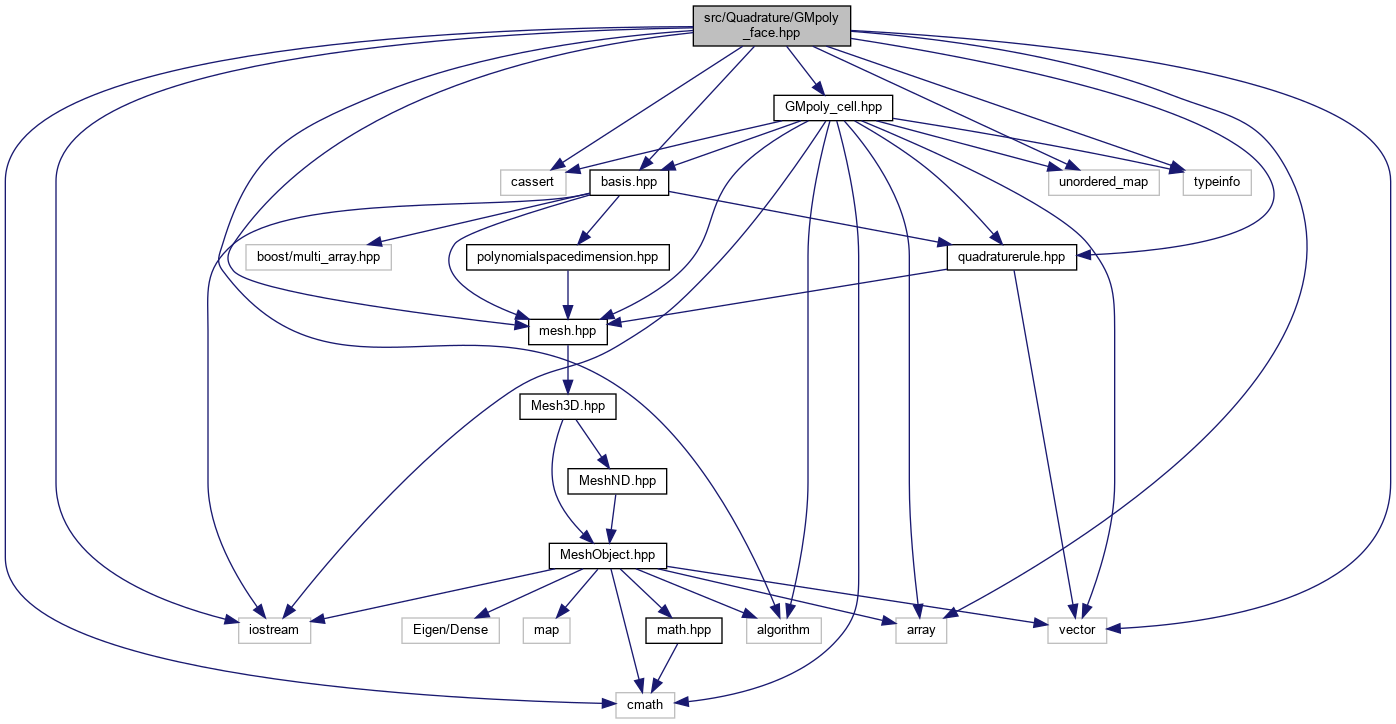 src/Quadrature/GMpoly
_face.hpp
GMpoly_cell.hpp
cassert
basis.hpp
unordered_map
typeinfo
boost/multi_array.hpp
polynomialspacedimension.hpp
quadraturerule.hpp
mesh.hpp
Mesh3D.hpp
MeshND.hpp
MeshObject.hpp
iostream
Eigen/Dense
map
math.hpp
algorithm
array
vector
cmath